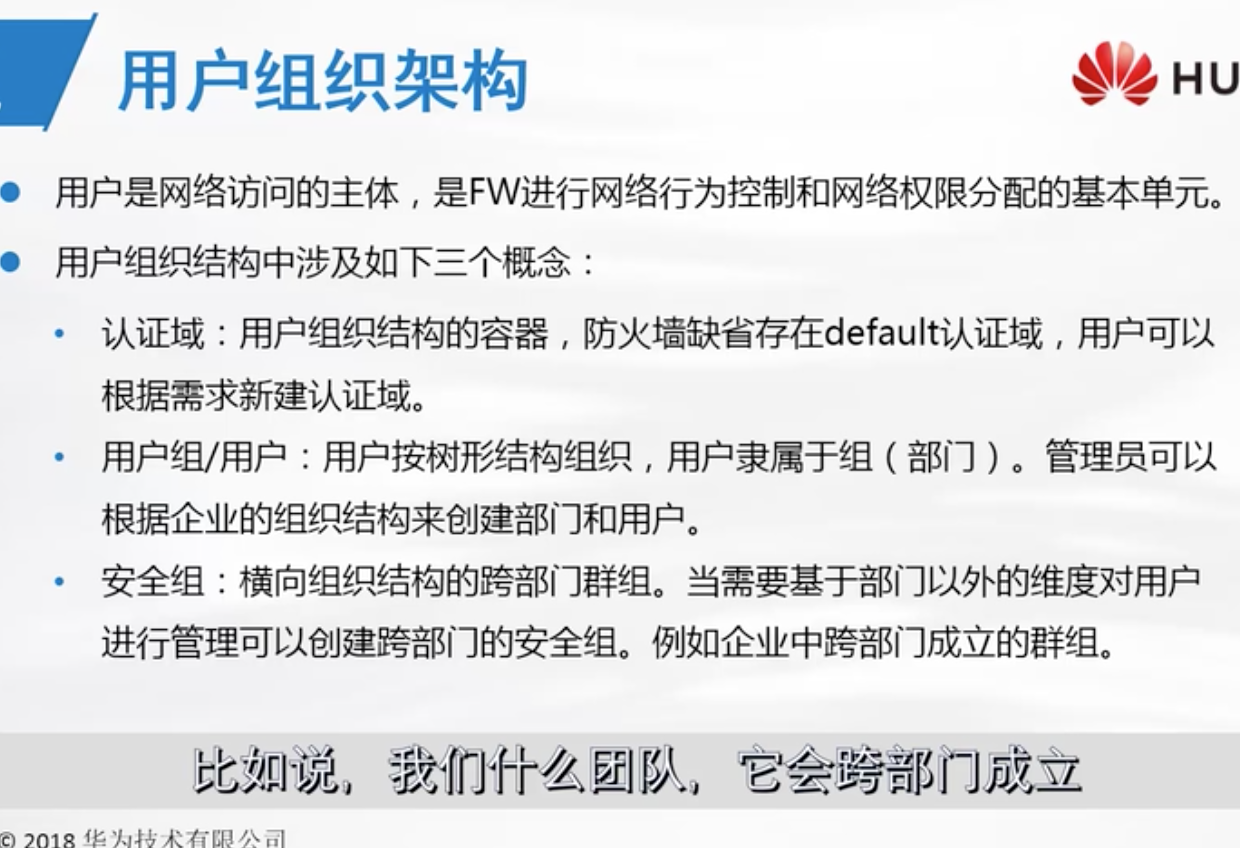 用户组织架构
HU
用户是网络访问的主体，是FW进行网络行为控制和网络权限分配的基本单元。
用户组织结构中涉及如下三个概念：
认证域：用户组织结构的容器，防火墙缺省存在default认证域，用户可以
根据需求新建认证域。
用户组/用户：用户按树形结构组织，用户隶属于组（部门）。管理员可以
根据企业的组织结构来创建部门和用户。
安全组：横向组织结构的跨部门群组。当需要基于部门以外的维度对用户
进行管理可以创建跨部门的安全组。例如企业中跨部门成立的群组。
比如说，我们什么团队，它会跨部门成立
© 2018 华为技术有限公司